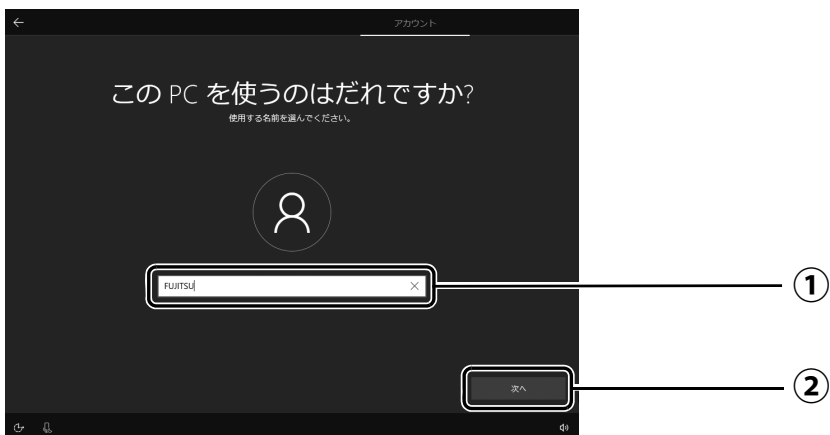 アカウント
この PC を使うのはだれですか?
使用する名前を選んでください。
FUJITSU
①
次へ
②